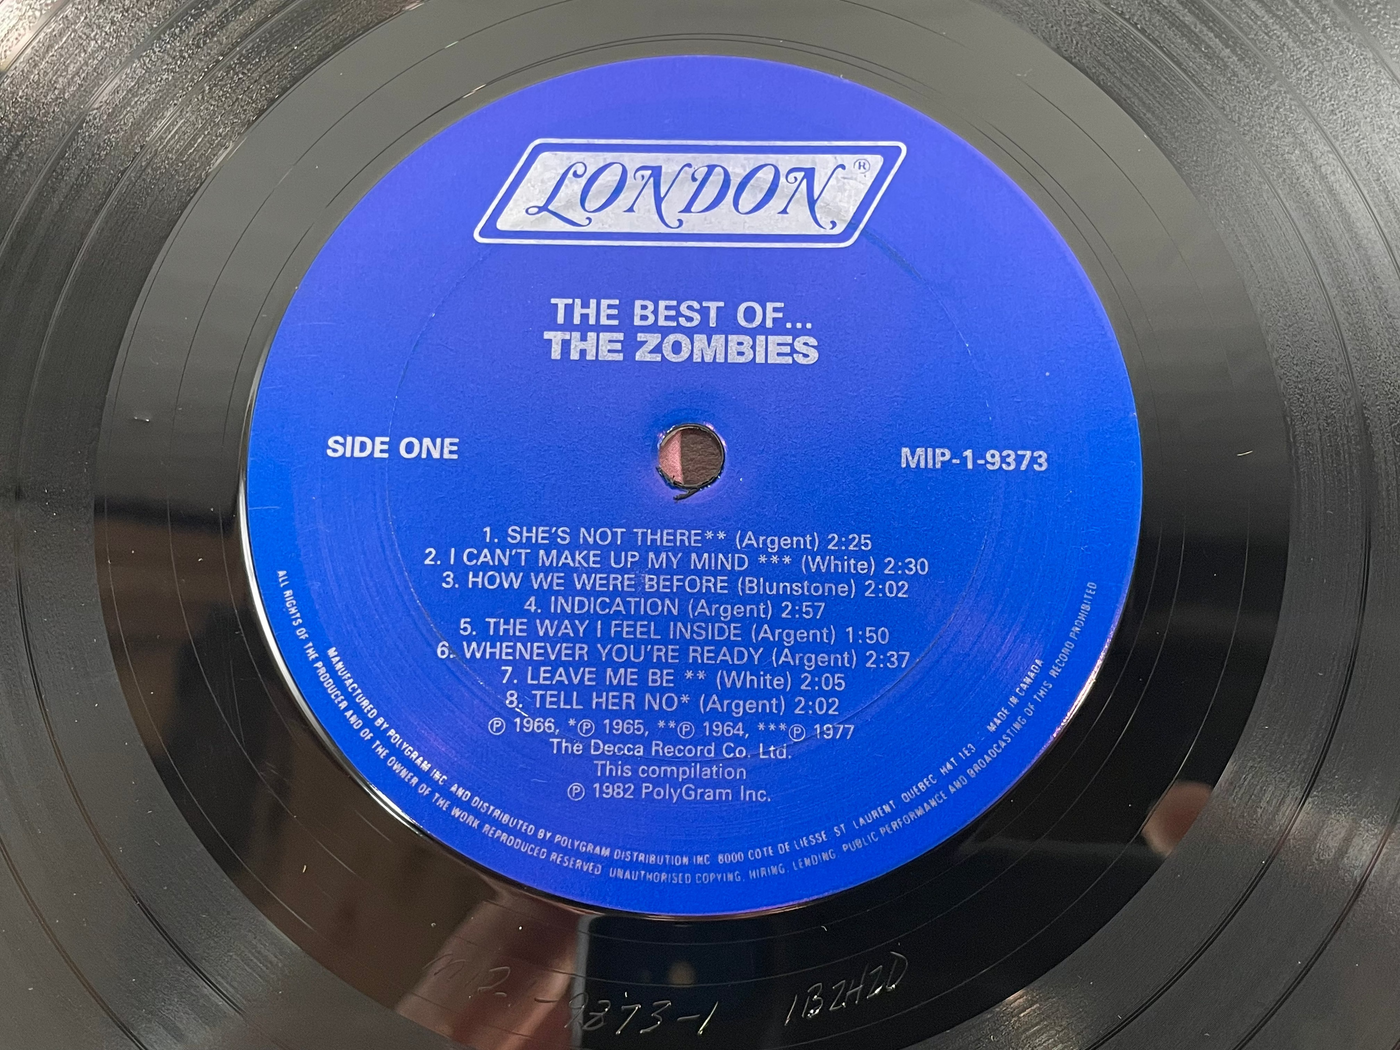 LONDON®
THE BEST OF...
THE ZOMBIES
SIDE ONE
MIP-1-9373
1. SHE'S NOT THERE** (Argent) 2:25
2. I CAN'T MAKE UP MY MIND *** (White) 2:30
3. HOW WE WERE BEFORE (Blunstone) 2:02
4. INDICATION (Argent) 2:57
5. THE WAY I FEEL INSIDE (Argent) 1:50
6. WHENEVER YOU'RE READY (Argent) 2:37
7. LEAVE ME BE ** (White) 2:05
8. TELL HER NO* (Argent) 2:02
℗ 1966, *℗ 1965, **℗ 1964, ***℗ 1977
The Decca Record Co. Ltd.
This compilation
℗ 1982 PolyGram Inc.
MANUFACTURED BY POLYGRAM INC. AND DISTRIBUTED BY POLYGRAM DISTRIBUTION INC 6000 COTE DE LIESSE ST LAURENT QUEBEC H4T 1E3 · MADE IN CANADA
ALL RIGHTS OF THE PRODUCER AND OF THE OWNER OF THE WORK REPRODUCED RESERVED UNAUTHORISED COPYING, HIRING, LENDING, PUBLIC PERFORMANCE AND BROADCASTING OF THIS RECORD PROHIBITED
-9373-1 1B2H2D